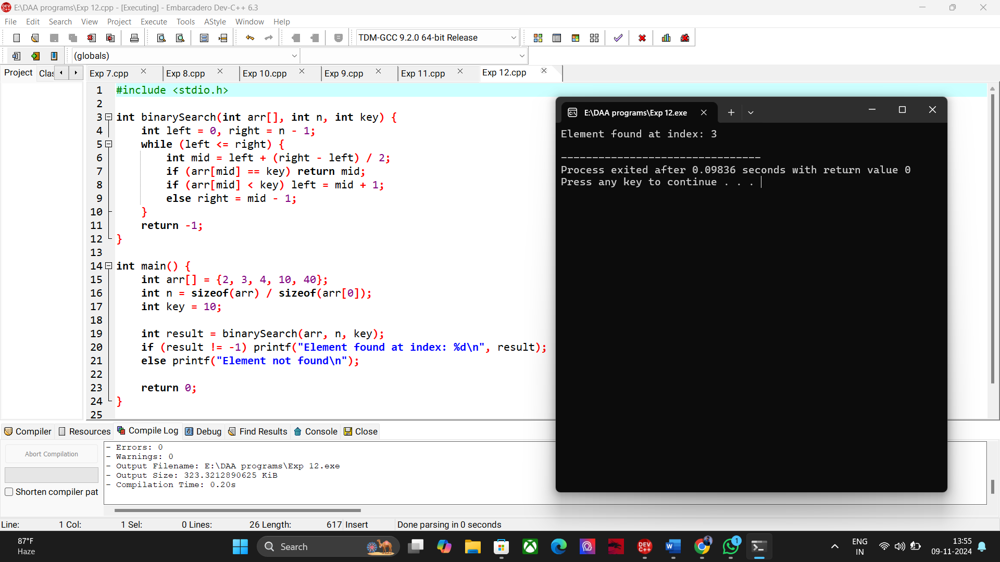 E:\DAA programs\Exp 12.cpp - [Executing] - Embarcadero Dev-C++ 6.3
File Edit Search View Project Execute Tools AStyle Window Help
TDM-GCC 9.2.0 64-bit Release
(globals)
Project Clas Exp 7.cpp Exp 8.cpp Exp 10.cpp Exp 9.cpp Exp 11.cpp Exp 12.cpp
1 #include <stdio.h>
2
3 int binarySearch(int arr[], int n, int key) {
4 int left = 0, right = n - 1;
5 while (left <= right) {
6 int mid = left + (right - left) / 2;
7 if (arr[mid] == key) return mid;
8 if (arr[mid] < key) left = mid + 1;
9 else right = mid - 1;
10 }
11 return -1;
12 }
13
14 int main() {
15 int arr[] = {2, 3, 4, 10, 40};
16 int n = sizeof(arr) / sizeof(arr[0]);
17 int key = 10;
18
19 int result = binarySearch(arr, n, key);
20 if (result != -1) printf("Element found at index: %d\n", result);
21 else printf("Element not found\n");
22
23 return 0;
24 }
25
E:\DAA programs\Exp 12.exe
Element found at index: 3
--------------------------------
Process exited after 0.09836 seconds with return value 0
Press any key to continue . . .
Compiler Resources Compile Log Debug Find Results Console Close
Abort Compilation
Shorten compiler pat
- Errors: 0
- Warnings: 0
- Output Filename: E:\DAA programs\Exp 12.exe
- Output Size: 323.3212890625 KiB
- Compilation Time: 0.20s
Line: 1 Col: 1 Sel: 0 Lines: 26 Length: 617 Insert Done parsing in 0 seconds
87°F
Haze
Search
DEV C++
W
1
ENG
IN
13:55
09-11-2024